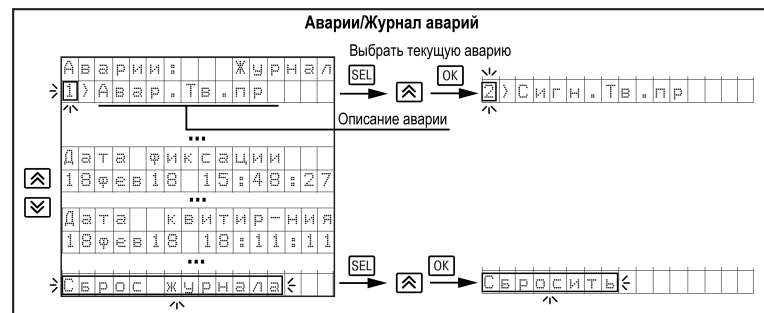 Аварии/Журнал аварий
Выбрать текущую аварию
Аварии: Журнал
1)Авар.Тв.пр
SEL
OK
2)Сигн.Тв.пр
Описание аварии
...
Дата фиксации
18фев18 15:48:27
...
Дата квитир-ния
18фев18 18:11:11
...
Сброс журнала
SEL
OK
Сбросить